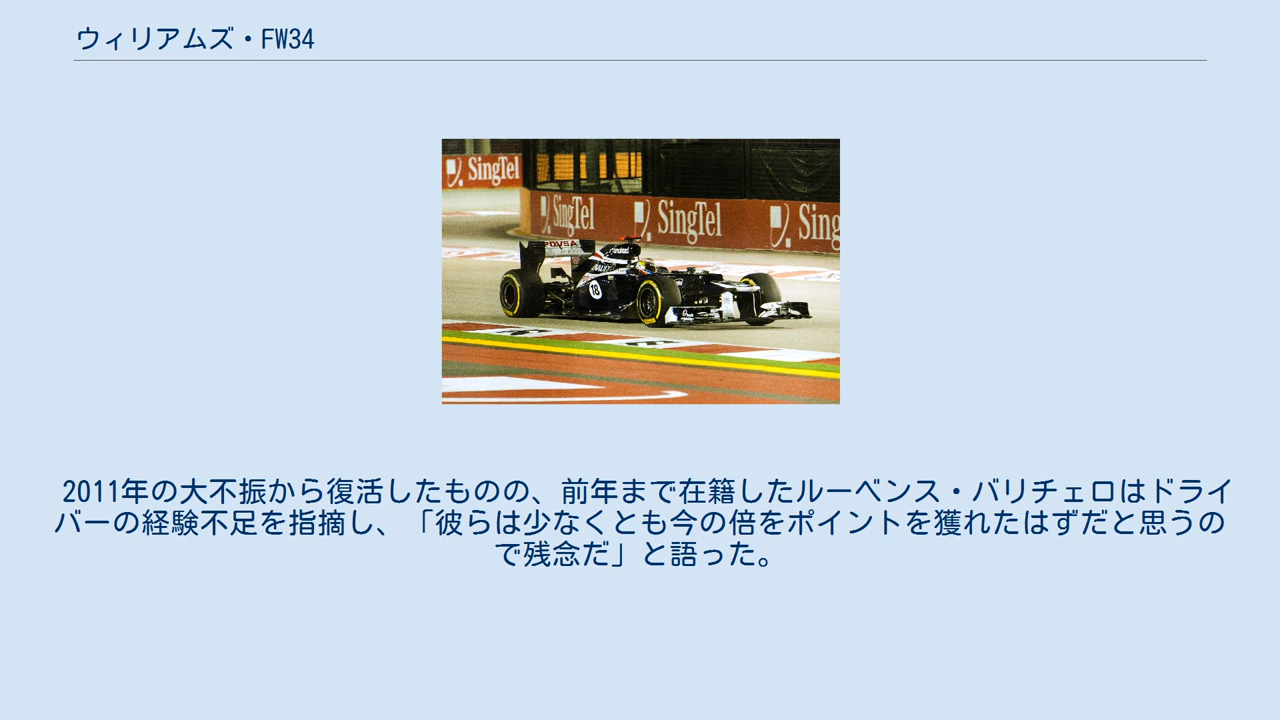 ウィリアムズ・FW34
SingTel
SingTel
SingTel
Sing
PDVSA
18
2011年の大不振から復活したものの、前年まで在籍したルーベンス・バリチェロはドライ
バーの経験不足を指摘し、「彼らは少なくとも今の倍をポイントを獲れたはずだと思うの
で残念だ」と語った。